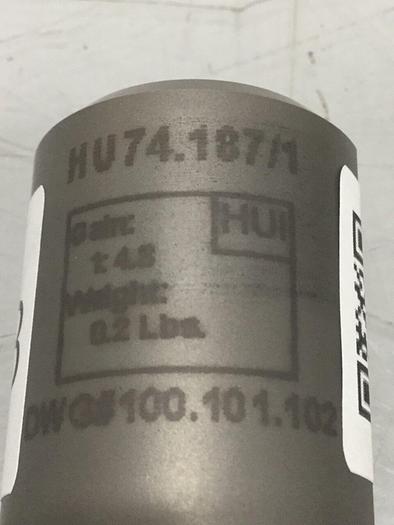 HU74.187/1
Gain: HUI
1:4.8
Weight:
0.2 Lbs.
DWG#100.101.102